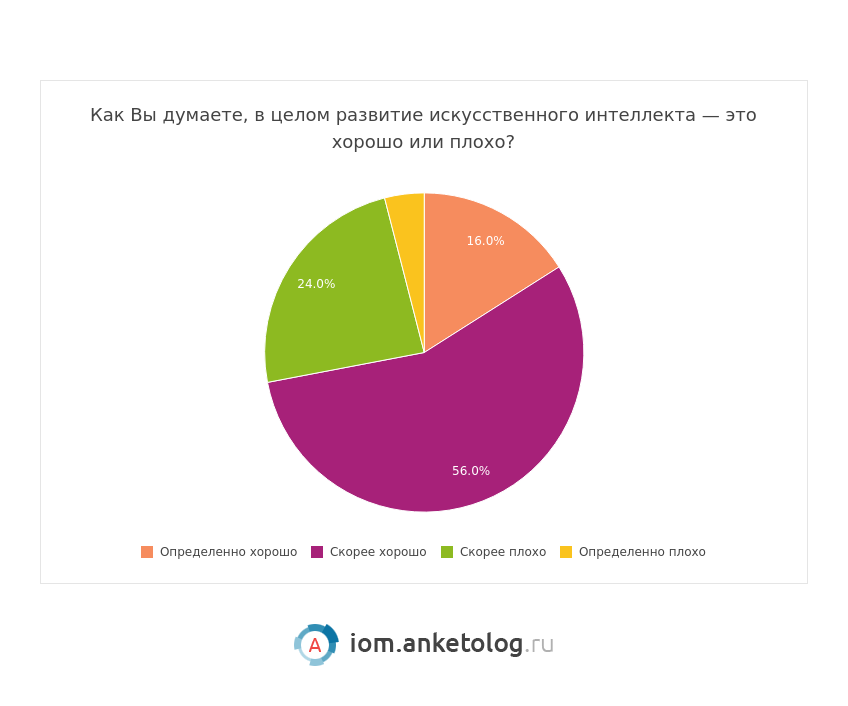 Как Вы думаете, в целом развитие искусственного интеллекта — это
хорошо или плохо?
16.0%
24.0%
56.0%
Определенно хорошо Скорее хорошо Скорее плохо Определенно плохо
A iom.anketolog.ru